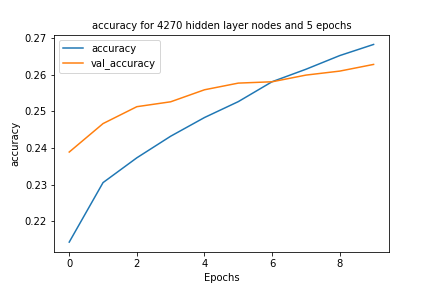 accuracy for 4270 hidden layer nodes and 5 epochs
0.27
0.26
0.25
0.24
0.23
0.22
accuracy
accuracy
val_accuracy
0 2 4 6 8
Epochs